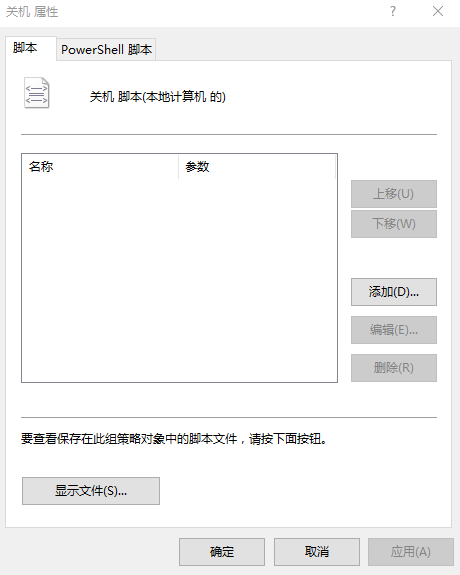 关机 属性
?
脚本
PowerShell 脚本
关机 脚本(本地计算机 的)
名称 参数
上移(U)
下移(W)
添加(D)...
编辑(E)...
删除(R)
要查看保存在此组策略对象中的脚本文件，请按下面按钮。
显示文件(S)...
确定 取消 应用(A)